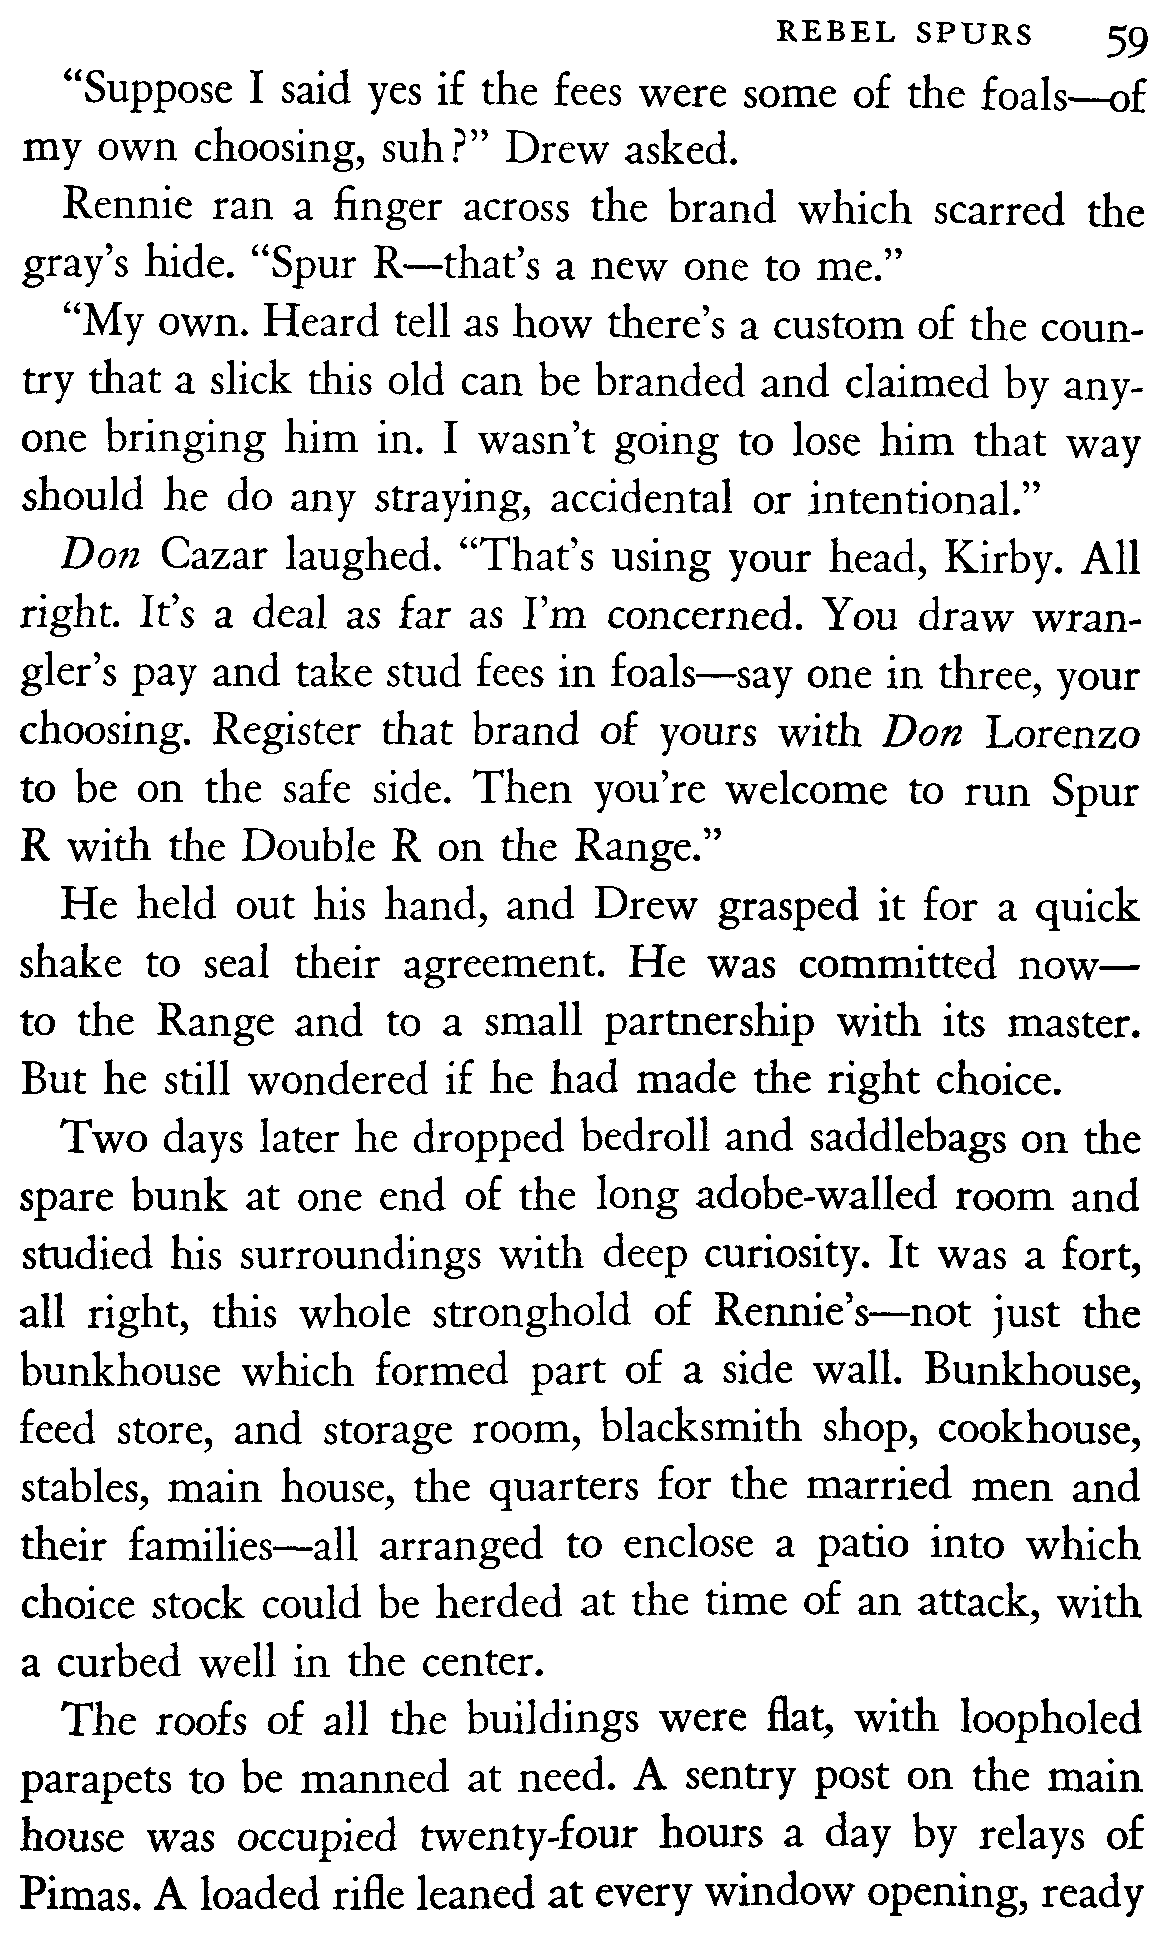 REBEL SPURS 59
“Suppose I said yes if the fees were some of the foals—of
my own choosing, suh?” Drew asked.
Rennie ran a finger across the brand which scarred the
gray’s hide. “Spur R—that’s a new one to me.”
“My own. Heard tell as how there’s a custom of the coun-
try that a slick this old can be branded and claimed by any-
one bringing him in. I wasn’t going to lose him that way
should he do any straying, accidental or intentional.”
Don Cazar laughed. “That’s using your head, Kirby. All
right. It’s a deal as far as I’m concerned. You draw wran-
gler’s pay and take stud fees in foals—say one in three, your
choosing. Register that brand of yours with Don Lorenzo
to be on the safe side. Then you’re welcome to run Spur
R with the Double R on the Range.”
He held out his hand, and Drew grasped it for a quick
shake to seal their agreement. He was committed now—
to the Range and to a small partnership with its master.
But he still wondered if he had made the right choice.
Two days later he dropped bedroll and saddlebags on the
spare bunk at one end of the long adobe-walled room and
studied his surroundings with deep curiosity. It was a fort,
all right, this whole stronghold of Rennie’s—not just the
bunkhouse which formed part of a side wall. Bunkhouse,
feed store, and storage room, blacksmith shop, cookhouse,
stables, main house, the quarters for the married men and
their families—all arranged to enclose a patio into which
choice stock could be herded at the time of an attack, with
a curbed well in the center.
The roofs of all the buildings were flat, with loopholed
parapets to be manned at need. A sentry post on the main
house was occupied twenty-four hours a day by relays of
Pimas. A loaded rifle leaned at every window opening, ready